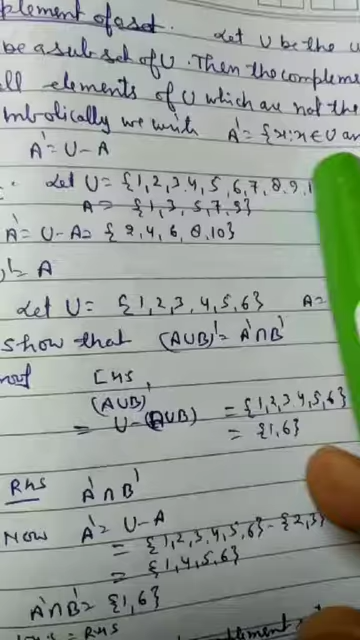 plement of a set. Let U be the u
be a subset of U. Then the compleme
ll elements of U which are not the
mbolically we write A' = {x: x ∈ U an
A' = U - A
Let U = {1, 2, 3, 4, 5, 6, 7, 8, 9, 1
A = {1, 3, 5, 7, 9}
A' = U - A = {2, 4, 6, 8, 10}
)' = A
Let U = {1, 2, 3, 4, 5, 6} A =
show that (A∪B)' = A'∩B'
roof LHS,
(A∪B)'
= U - (A∪B) = {1, 2, 3 4, 5, 6}
= {1, 6}
RHS A'∩B'
Now A' = U - A
= {1, 2, 3, 4, 5, 6} - {2, 3}
= {1, 4, 5, 6}
A'∩B' = {1, 6}
= RHS